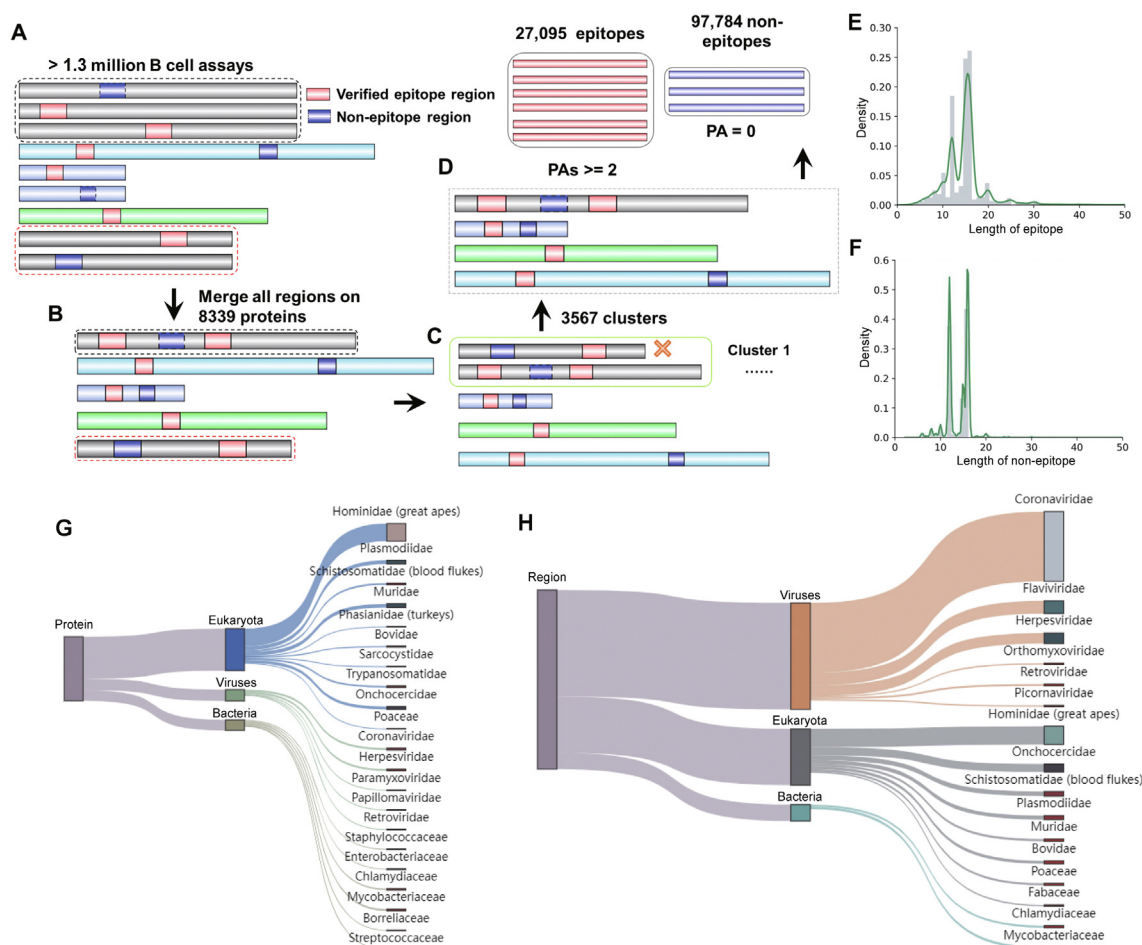 A
> 1.3 million B cell assays
Verified epitope region
Non-epitope region
27,095 epitopes
97,784 non-
epitopes
PA = 0
D
PAs >= 2
Merge all regions on
8339 proteins
B
3567 clusters
C
Cluster 1
......
E
0.30
0.25
0.20
0.15
0.10
0.05
0.00
Density
0
10
20
30
40
50
Length of epitope
F
0.6
0.5
0.4
0.3
0.2
0.1
0.0
Density
0
10
20
30
40
50
Length of non-epitope
G
Protein
Eukaryota
Viruses
Bacteria
Hominidae (great apes)
Plasmodiidae
Schistosomatidae (blood flukes)
Muridae
Phasianidae (turkeys)
Bovidae
Sarcocystidae
Trypanosomatidae
Onchocercidae
Poaceae
Coronaviridae
Herpesviridae
Paramyxoviridae
Papillomaviridae
Retroviridae
Staphylococcaceae
Enterobacteriaceae
Chlamydiaceae
Mycobacteriaceae
Borreliaceae
Streptococcaceae
H
Region
Viruses
Eukaryota
Bacteria
Coronaviridae
Flaviviridae
Herpesviridae
Orthomyxoviridae
Retroviridae
Picornaviridae
Hominidae (great apes)
Onchocercidae
Schistosomatidae (blood flukes)
Plasmodiidae
Muridae
Bovidae
Poaceae
Fabaceae
Chlamydiaceae
Mycobacteriaceae